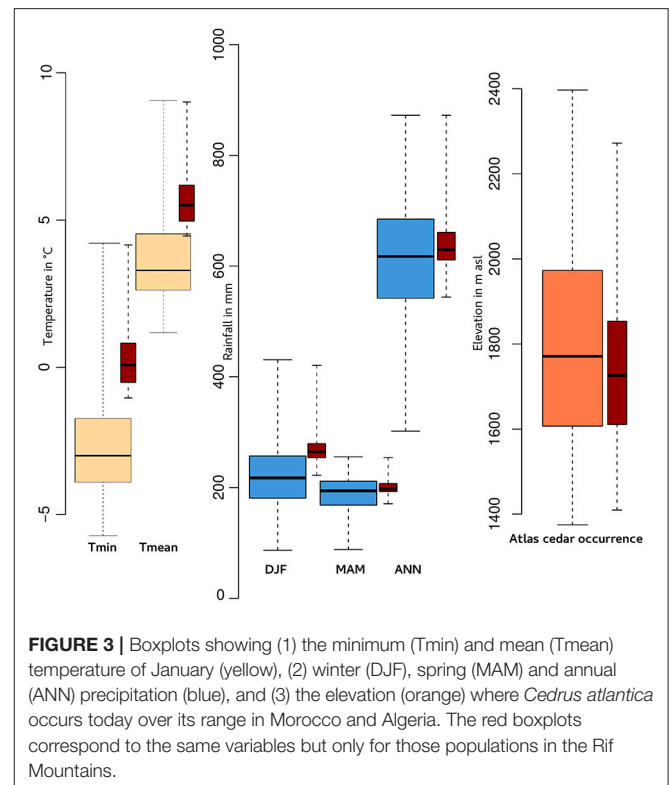 Temperature in °C
10
5
0
−5
Tmin Tmean
Rainfall in mm
1000
800
600
400
200
0
DJF MAM ANN
Elevation in m asl
2400
2200
2000
1800
1600
1400
Atlas cedar occurrence
FIGURE 3 | Boxplots showing (1) the minimum (Tmin) and mean (Tmean)
temperature of January (yellow), (2) winter (DJF), spring (MAM) and annual
(ANN) precipitation (blue), and (3) the elevation (orange) where Cedrus atlantica
occurs today over its range in Morocco and Algeria. The red boxplots
correspond to the same variables but only for those populations in the Rif
Mountains.